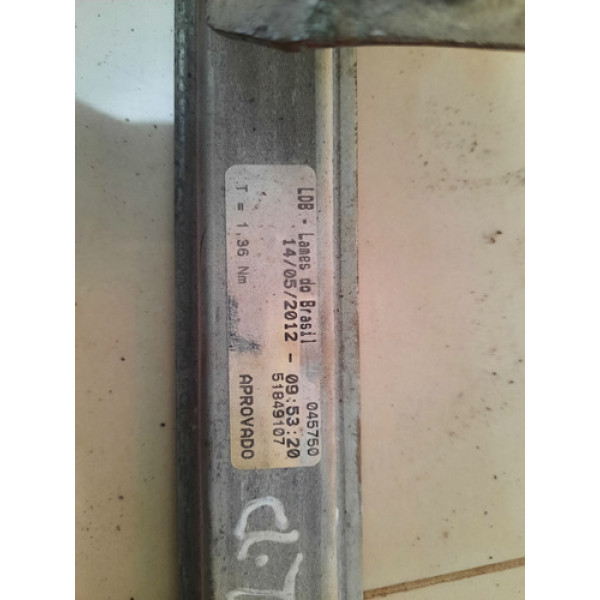 LDB - Lames do Brasil 045750
14/05/2012 - 09:53:20
51849107
T = 1,36 Nm APROVADO